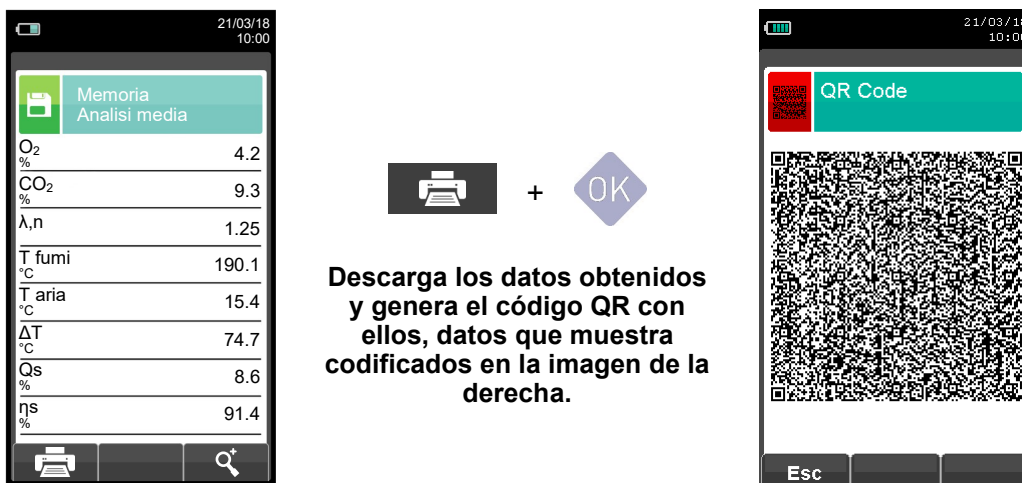 21/03/18
10:00
Memoria
Analisi media
O2
%
4.2
CO2
%
9.3
λ,n
1.25
T fumi
°C
190.1
T aria
°C
15.4
ΔT
°C
74.7
Qs
%
8.6
ηs
%
91.4
+
OK
Descarga los datos obtenidos
y genera el código QR con
ellos, datos que muestra
codificados en la imagen de la
derecha.
21/03/18
10:00
QR Code
Esc